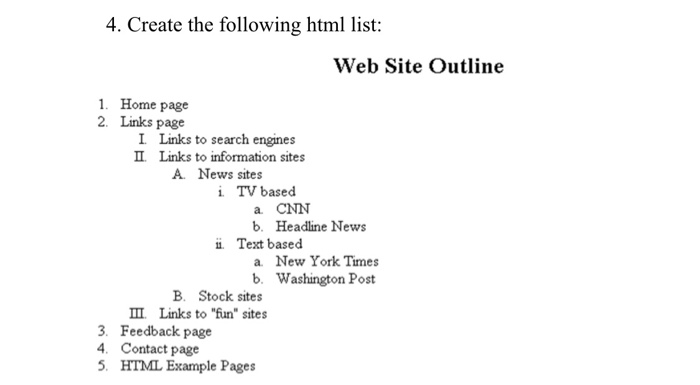 4. Create the following html list:
Web Site Outline
1. Home page
2. Links page
I. Links to search engines
II. Links to information sites
A. News sites
i. TV based
a. CNN
b. Headline News
ii. Text based
a. New York Times
b. Washington Post
B. Stock sites
III. Links to "fun" sites
3. Feedback page
4. Contact page
5. HTML Example Pages